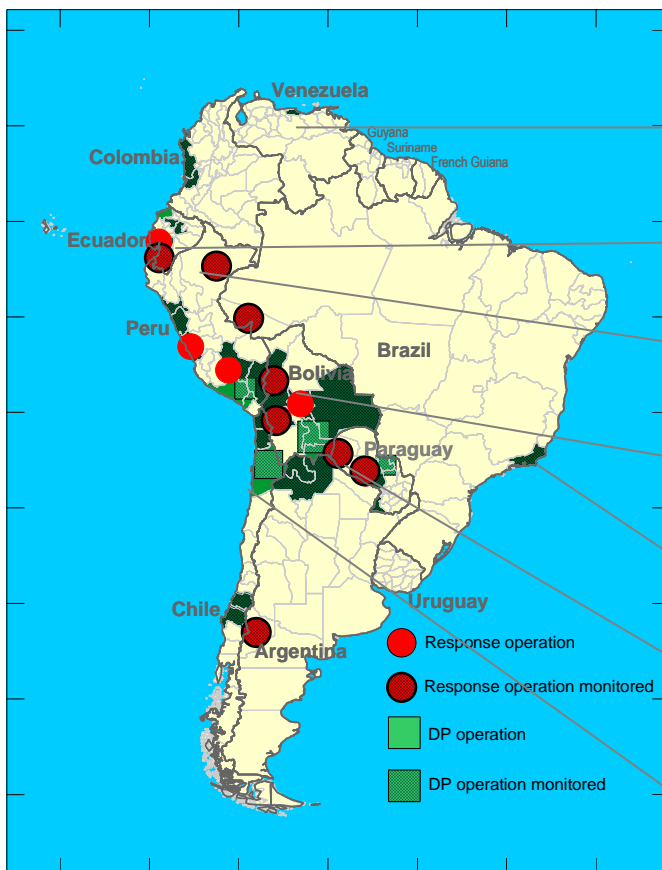 Venezuela
Guyana
Suriname
French Guiana
Colombia
Ecuador
Peru
Brazil
Bolivia
Paraguay
Chile
Uruguay
Argentina
Response operation
Response operation monitored
DP operation
DP operation monitored